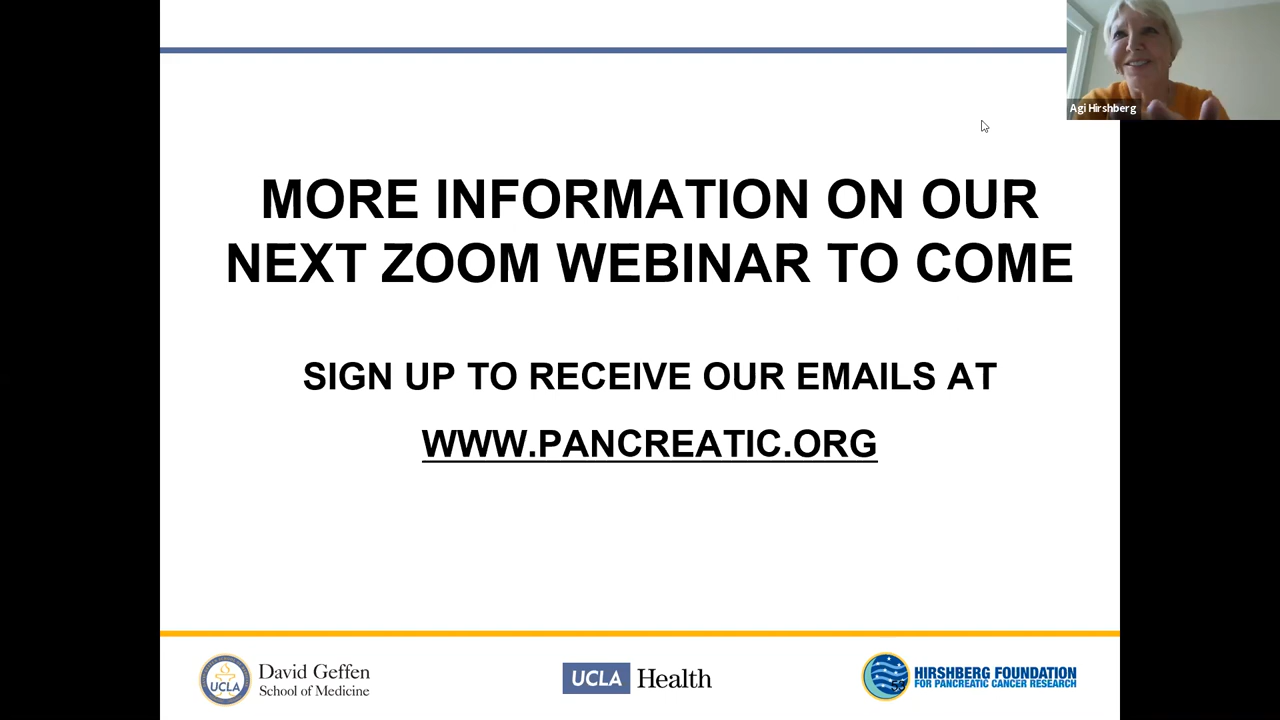 Agi Hirshberg
MORE INFORMATION ON OUR
NEXT ZOOM WEBINAR TO COME
SIGN UP TO RECEIVE OUR EMAILS AT
WWW.PANCREATIC.ORG
UCLA
David Geffen
School of Medicine
UCLA Health
HIRSHBERG FOUNDATION
FOR PANCREATIC CANCER RESEARCH